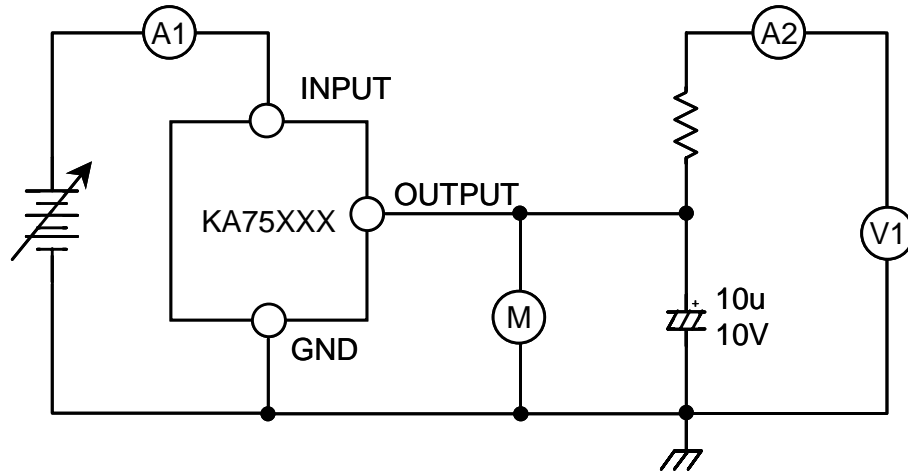 A1
A2
INPUT
OUTPUT
KA75XXX
V1
10u
M
10V
GND
+